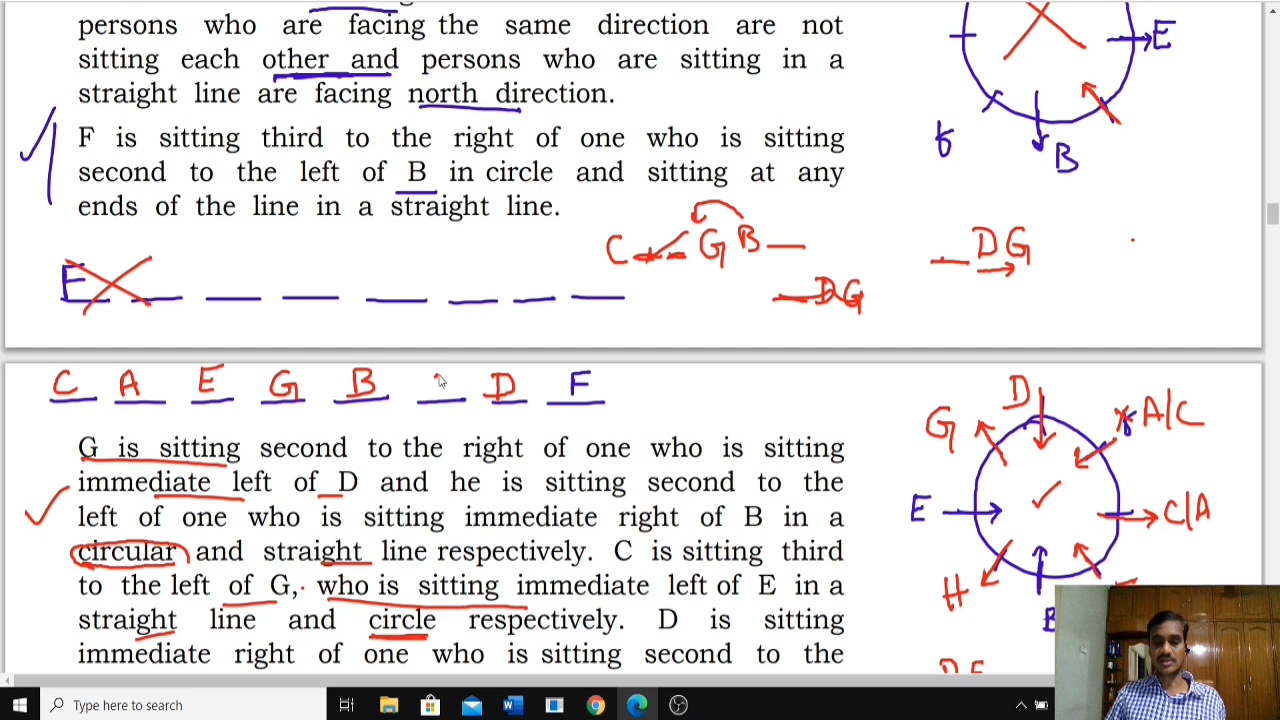 persons who are facing the same direction are not
sitting each other and persons who are sitting in a
straight line are facing north direction.
E
F is sitting third to the right of one who is sitting
second to the left of B in circle and sitting at any
ends of the line in a straight line.
B
C G B
D G
E
D G
C A E G B D F
G is sitting second to the right of one who is sitting
immediate left of D and he is sitting second to the
left of one who is sitting immediate right of B in a
circular and straight line respectively. C is sitting third
to the left of G, who is sitting immediate left of E in a
straight line and circle respectively. D is sitting
immediate right of one who is sitting second to the
D
G
A/C
E
C/A
H
Type here to search